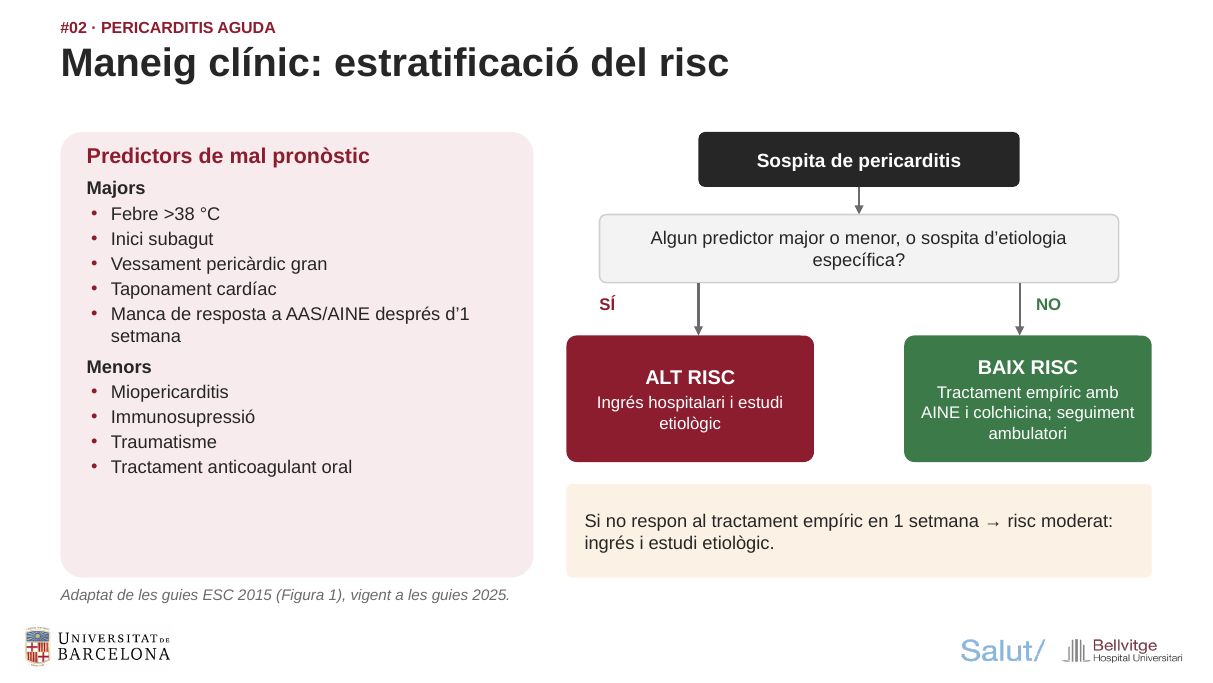 #02 · PERICARDITIS AGUDA
Maneig clínic: estratificació del risc
Predictors de mal pronòstic
Majors
• Febre >38 °C
• Inici subagut
• Vessament pericàrdic gran
• Taponament cardíac
• Manca de resposta a AAS/AINE després d’1
setmana
Menors
• Miopericarditis
• Immunosupressió
• Traumatisme
• Tractament anticoagulant oral
Sospita de pericarditis
Algun predictor major o menor, o sospita d’etiologia
específica?
SÍ
NO
ALT RISC
Ingrés hospitalari i estudi
etiològic
BAIX RISC
Tractament empíric amb
AINE i colchicina; seguiment
ambulatori
Si no respon al tractament empíric en 1 setmana → risc moderat:
ingrés i estudi etiològic.
Adaptat de les guies ESC 2015 (Figura 1), vigent a les guies 2025.
UNIVERSITAT DE
BARCELONA
Salut/
Bellvitge
Hospital Universitari